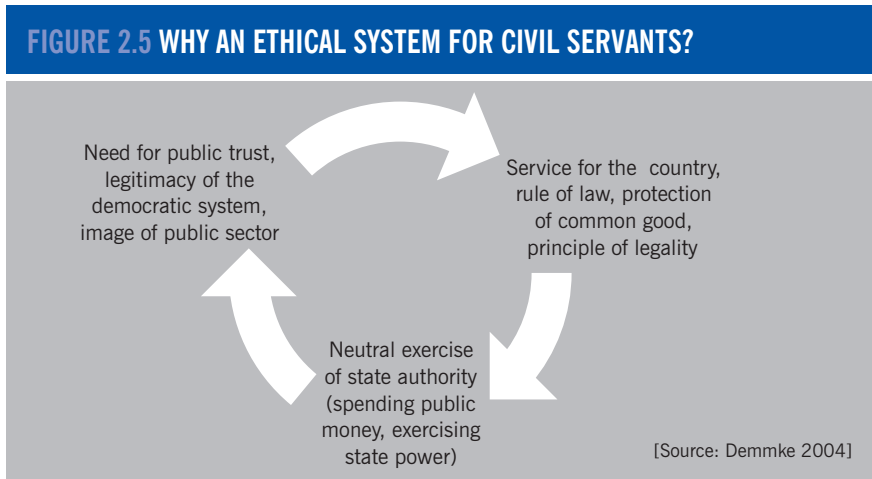 FIGURE 2.5 WHY AN ETHICAL SYSTEM FOR CIVIL SERVANTS?
Need for public trust,
legitimacy of the
democratic system,
image of public sector
Service for the country,
rule of law, protection
of common good,
principle of legality
Neutral exercise
of state authority
(spending public
money, exercising
state power)
[Source: Demmke 2004]